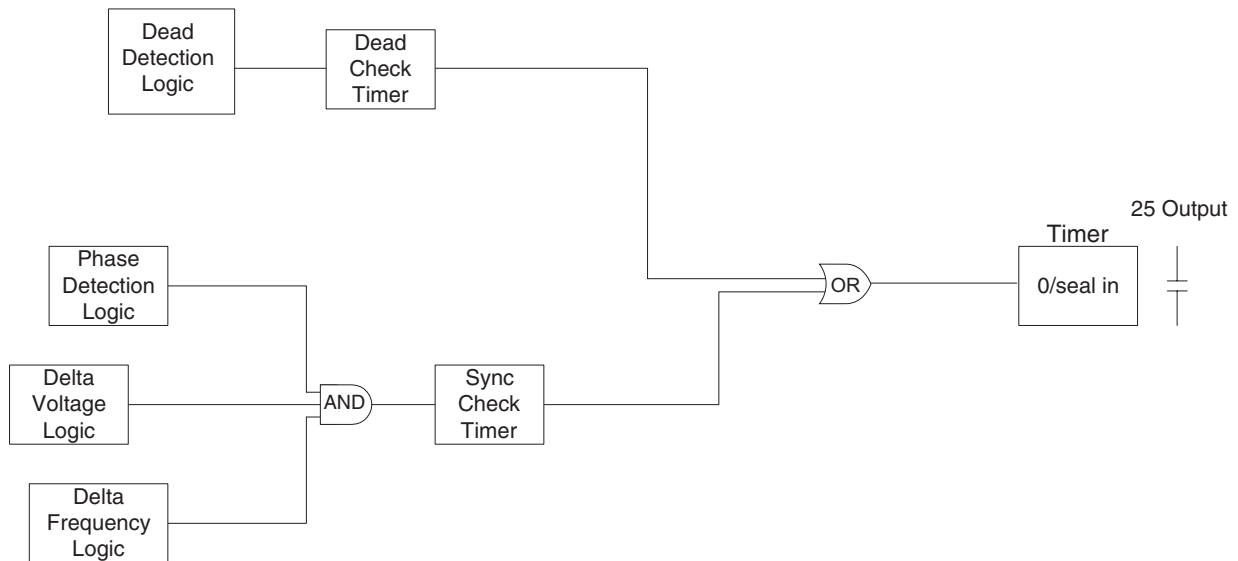 Dead
Detection
Logic
Dead
Check
Timer
25 Output
Timer
0/seal in
Phase
Detection
Logic
OR
Delta
Voltage
Logic
AND
Sync
Check
Timer
Delta
Frequency
Logic